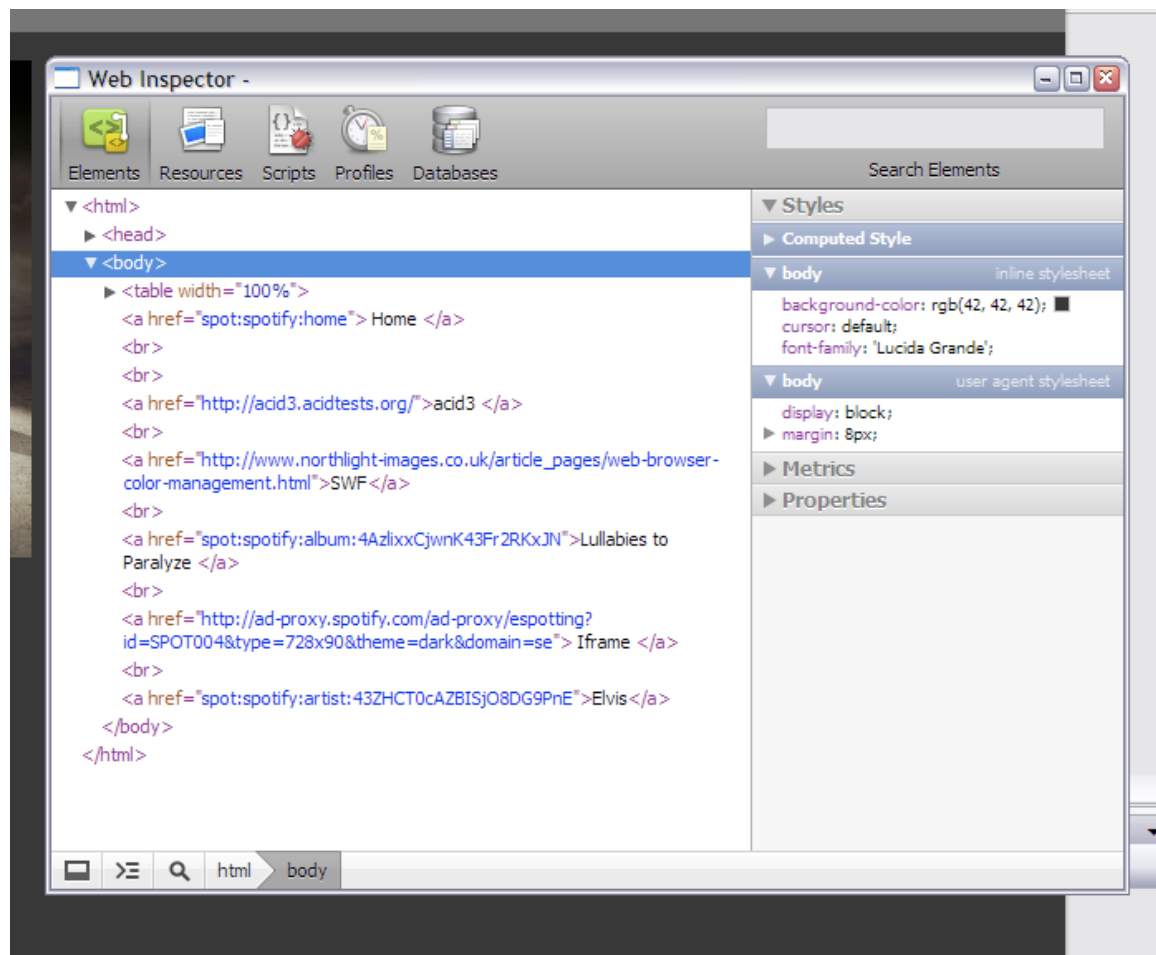 Web Inspector -
Elements Resources Scripts Profiles Databases
Search Elements
<html>
<head>
<body>
<table width="100%">
<a href="spot:spotify:home"> Home </a>
<br>
<br>
<a href="http://acid3.acidtests.org/">acid3 </a>
<br>
<a href="http://www.northlight-images.co.uk/article_pages/web-browser-
color-management.html">SWF</a>
<br>
<a href="spot:spotify:album:4AzlixxCjwnK43Fr2RKxJN">Lullabies to
Paralyze </a>
<br>
<a href="http://ad-proxy.spotify.com/ad-proxy/espotting?
id=SPOT004&type=728x90&theme=dark&domain=se"> Iframe </a>
<br>
<a href="spot:spotify:artist:43ZHCT0cAZBISjO8DG9PnE">Elvis</a>
</body>
</html>
Styles
Computed Style
body inline stylesheet
background-color: rgb(42, 42, 42);
cursor: default;
font-family: 'Lucida Grande';
body user agent stylesheet
display: block;
margin: 8px;
Metrics
Properties
html body